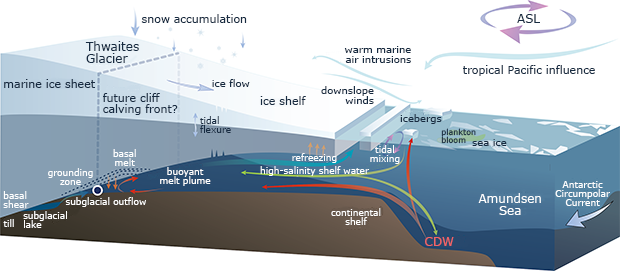 snow accumulation
ASL
Thwaites
Glacier
warm marine
air intrusions
tropical Pacific influence
marine ice sheet
ice flow
downslope
winds
future cliff
calving front?
ice shelf
icebergs
tidal
flexure
plankton
bloom
sea ice
basal
melt
refreezing
tidal
mixing
grounding
zone
buoyant
melt plume
high-salinity shelf water
basal
shear
subglacial outflow
Antarctic
Circumpolar
Current
Amundsen
Sea
continental
shelf
subglacial
lake
till
CDW